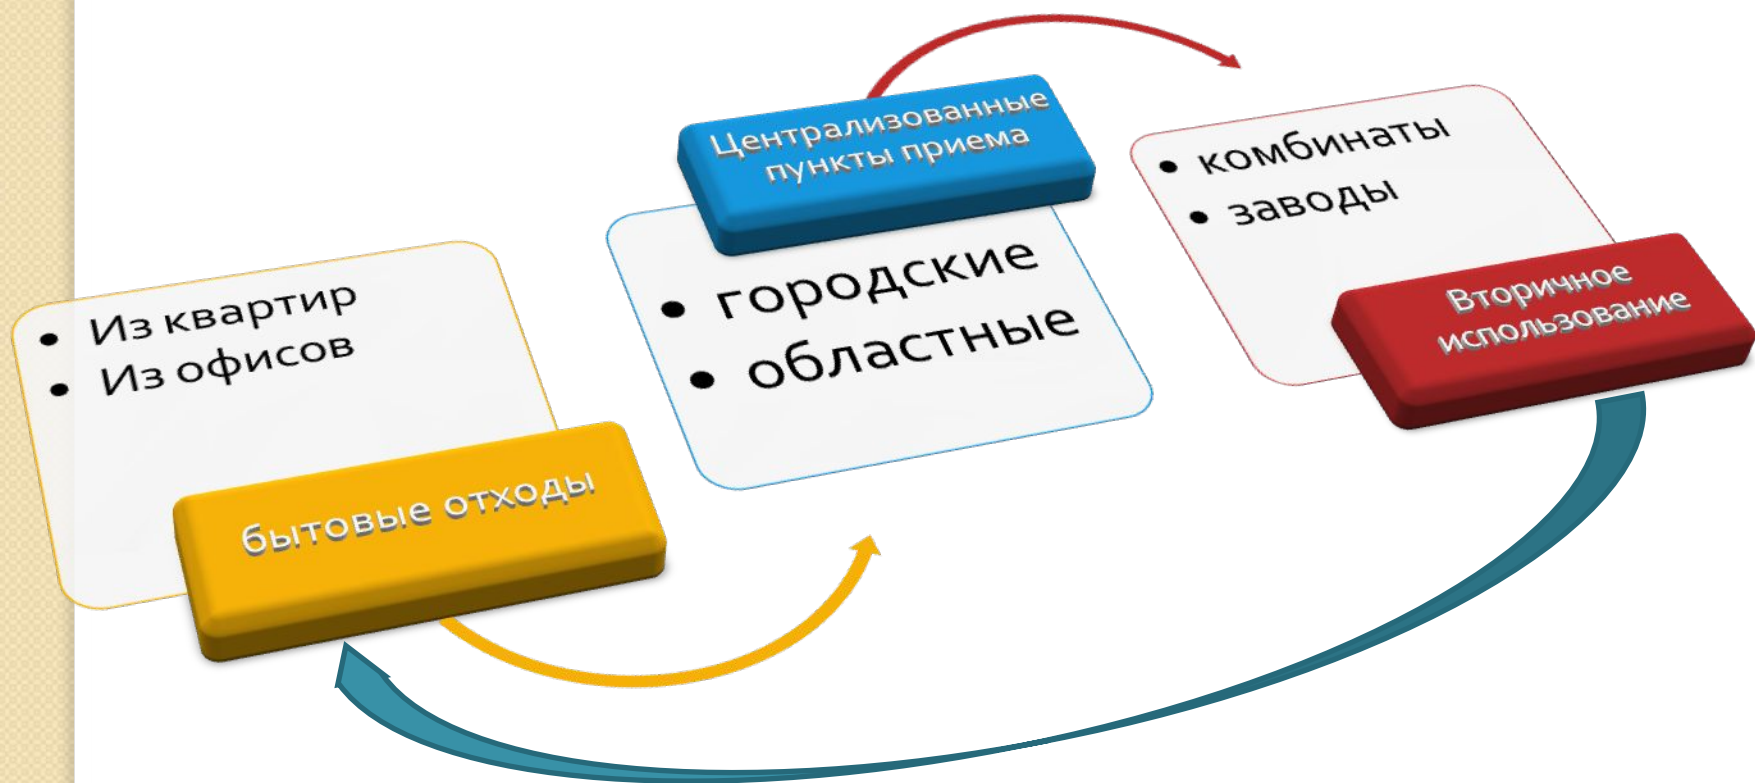 • Из квартир
• Из офисов
бытовые отходы
Централизованные
пункты приема
• городские
• областные
• комбинаты
• заводы
Вторичное
использование